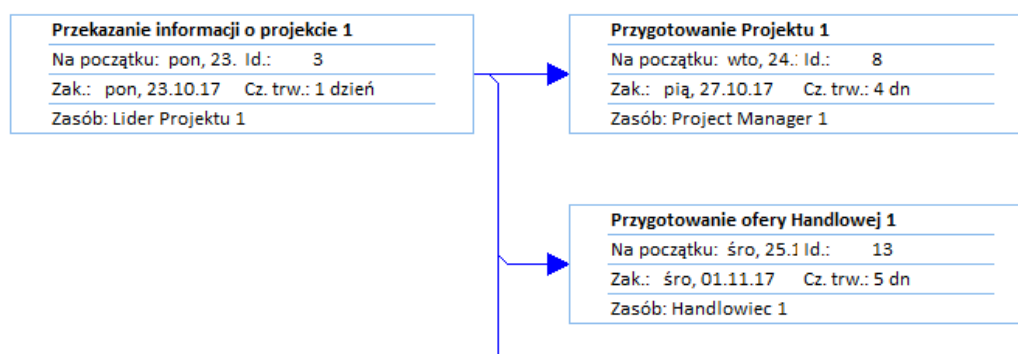 Przekazanie informacji o projekcie 1
Na początku: pon, 23. Id.: 3
Zak.: pon, 23.10.17 Cz. trw.: 1 dzień
Zasób: Lider Projektu 1
Przygotowanie Projektu 1
Na początku: wto, 24.: Id.: 8
Zak.: pią, 27.10.17 Cz. trw.: 4 dn
Zasób: Project Manager 1
Przygotowanie ofery Handlowej 1
Na początku: śro, 25.1 Id.: 13
Zak.: śro, 01.11.17 Cz. trw.: 5 dn
Zasób: Handlowiec 1